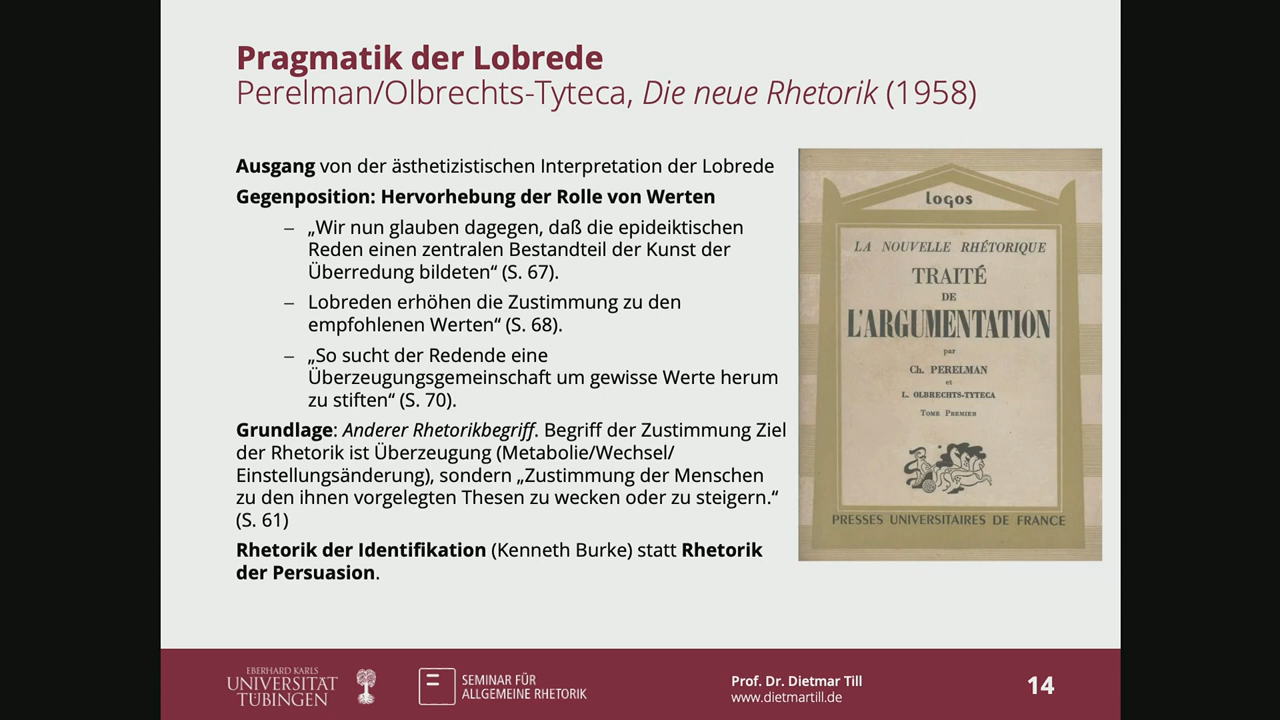 Pragmatik der Lobrede
Perelman/Olbrechts-Tyteca, Die neue Rhetorik (1958)
Ausgang von der ästhetizistischen Interpretation der Lobrede
Gegenposition: Hervorhebung der Rolle von Werten
– „Wir nun glauben dagegen, daß die epideiktischen
Reden einen zentralen Bestandteil der Kunst der
Überredung bildeten“ (S. 67).
– Lobreden erhöhen die Zustimmung zu den
empfohlenen Werten“ (S. 68).
– „So sucht der Redende eine
Überzeugungsgemeinschaft um gewisse Werte herum
zu stiften“ (S. 70).
Grundlage: Anderer Rhetorikbegriff. Begriff der Zustimmung Ziel
der Rhetorik ist Überzeugung (Metabolie/Wechsel/
Einstellungsänderung), sondern „Zustimmung der Menschen
zu den ihnen vorgelegten Thesen zu wecken oder zu steigern.“
(S. 61)
Rhetorik der Identifikation (Kenneth Burke) statt Rhetorik
der Persuasion.
logos
LA NOUVELLE RHÉTORIQUE
TRAITÉ
DE
L'ARGUMENTATION
par
Ch. PERELMAN
et
L. OLBRECHTS-TYTECA
TOME PREMIER
PRESSES UNIVERSITAIRES DE FRANCE
EBERHARD KARLS
UNIVERSITÄT
TÜBINGEN
SEMINAR FÜR
ALLGEMEINE RHETORIK
Prof. Dr. Dietmar Till
www.dietmartill.de
14